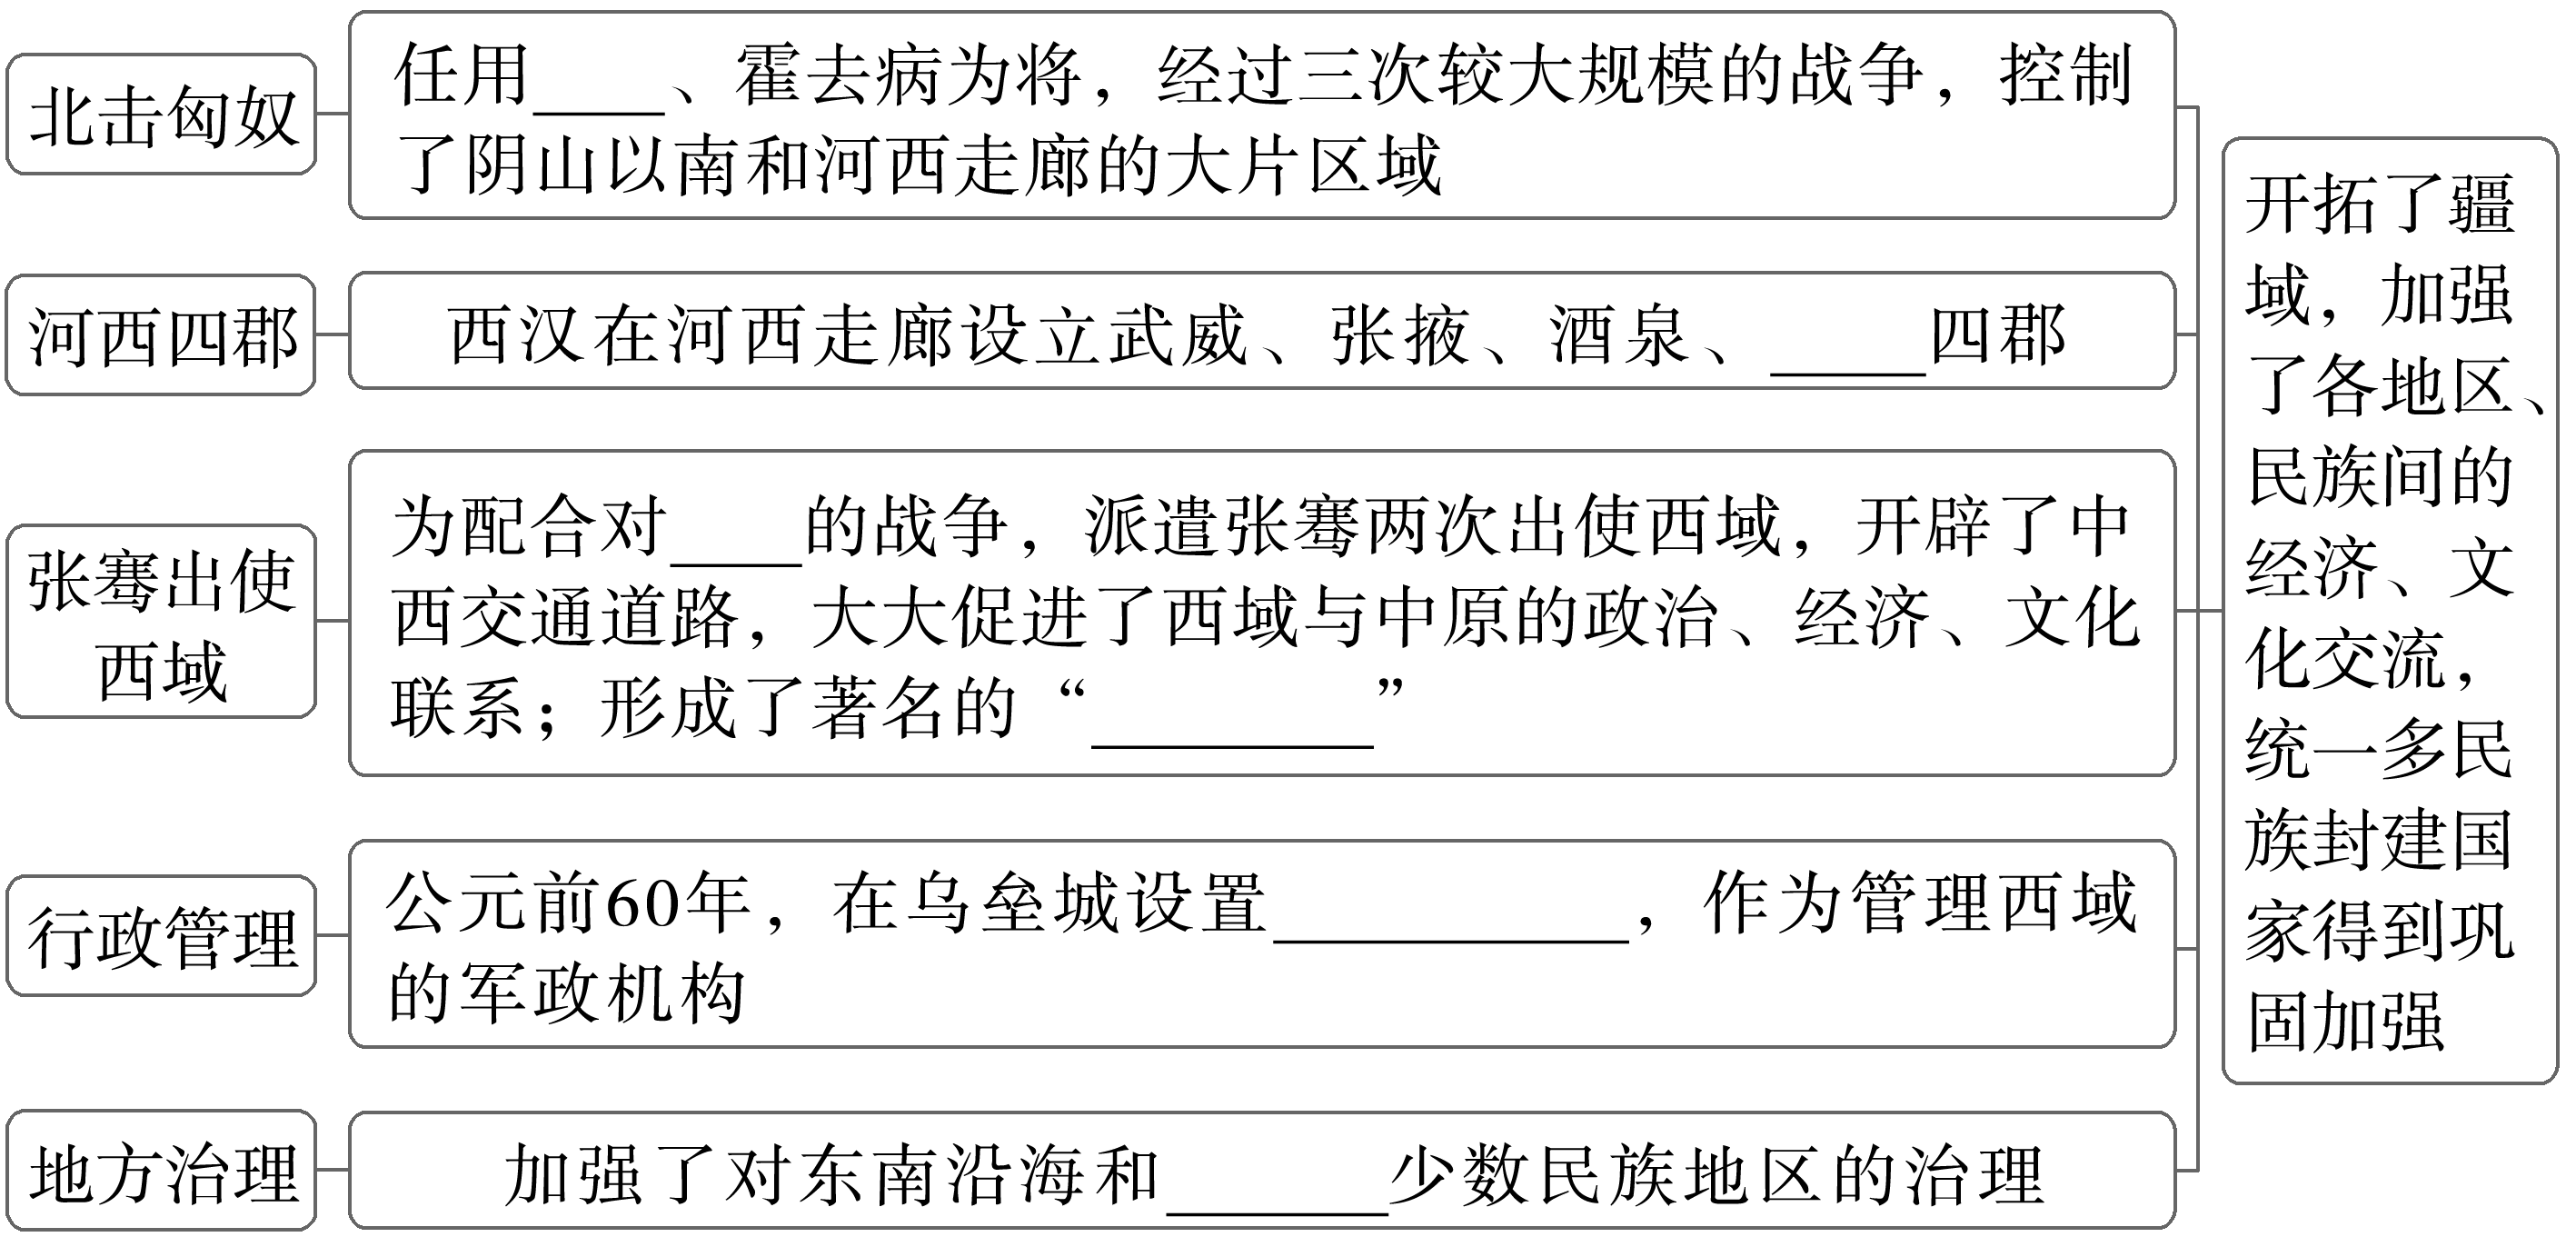 北击匈奴
任用____、霍去病为将，经过三次较大规模的战争，控制
了阴山以南和河西走廊的大片区域
河西四郡
西汉在河西走廊设立武威、张掖、酒泉、____四郡
张骞出使
西域
为配合对____的战争，派遣张骞两次出使西域，开辟了中
西交通道路，大大促进了西域与中原的政治、经济、文化
联系；形成了著名的“________”
行政管理
公元前60年，在乌垒城设置__________，作为管理西域
的军政机构
地方治理
加强了对东南沿海和______少数民族地区的治理
开拓了疆
域，加强
了各地区、
民族间的
经济、文
化交流，
统一多民
族封建国
家得到巩
固加强